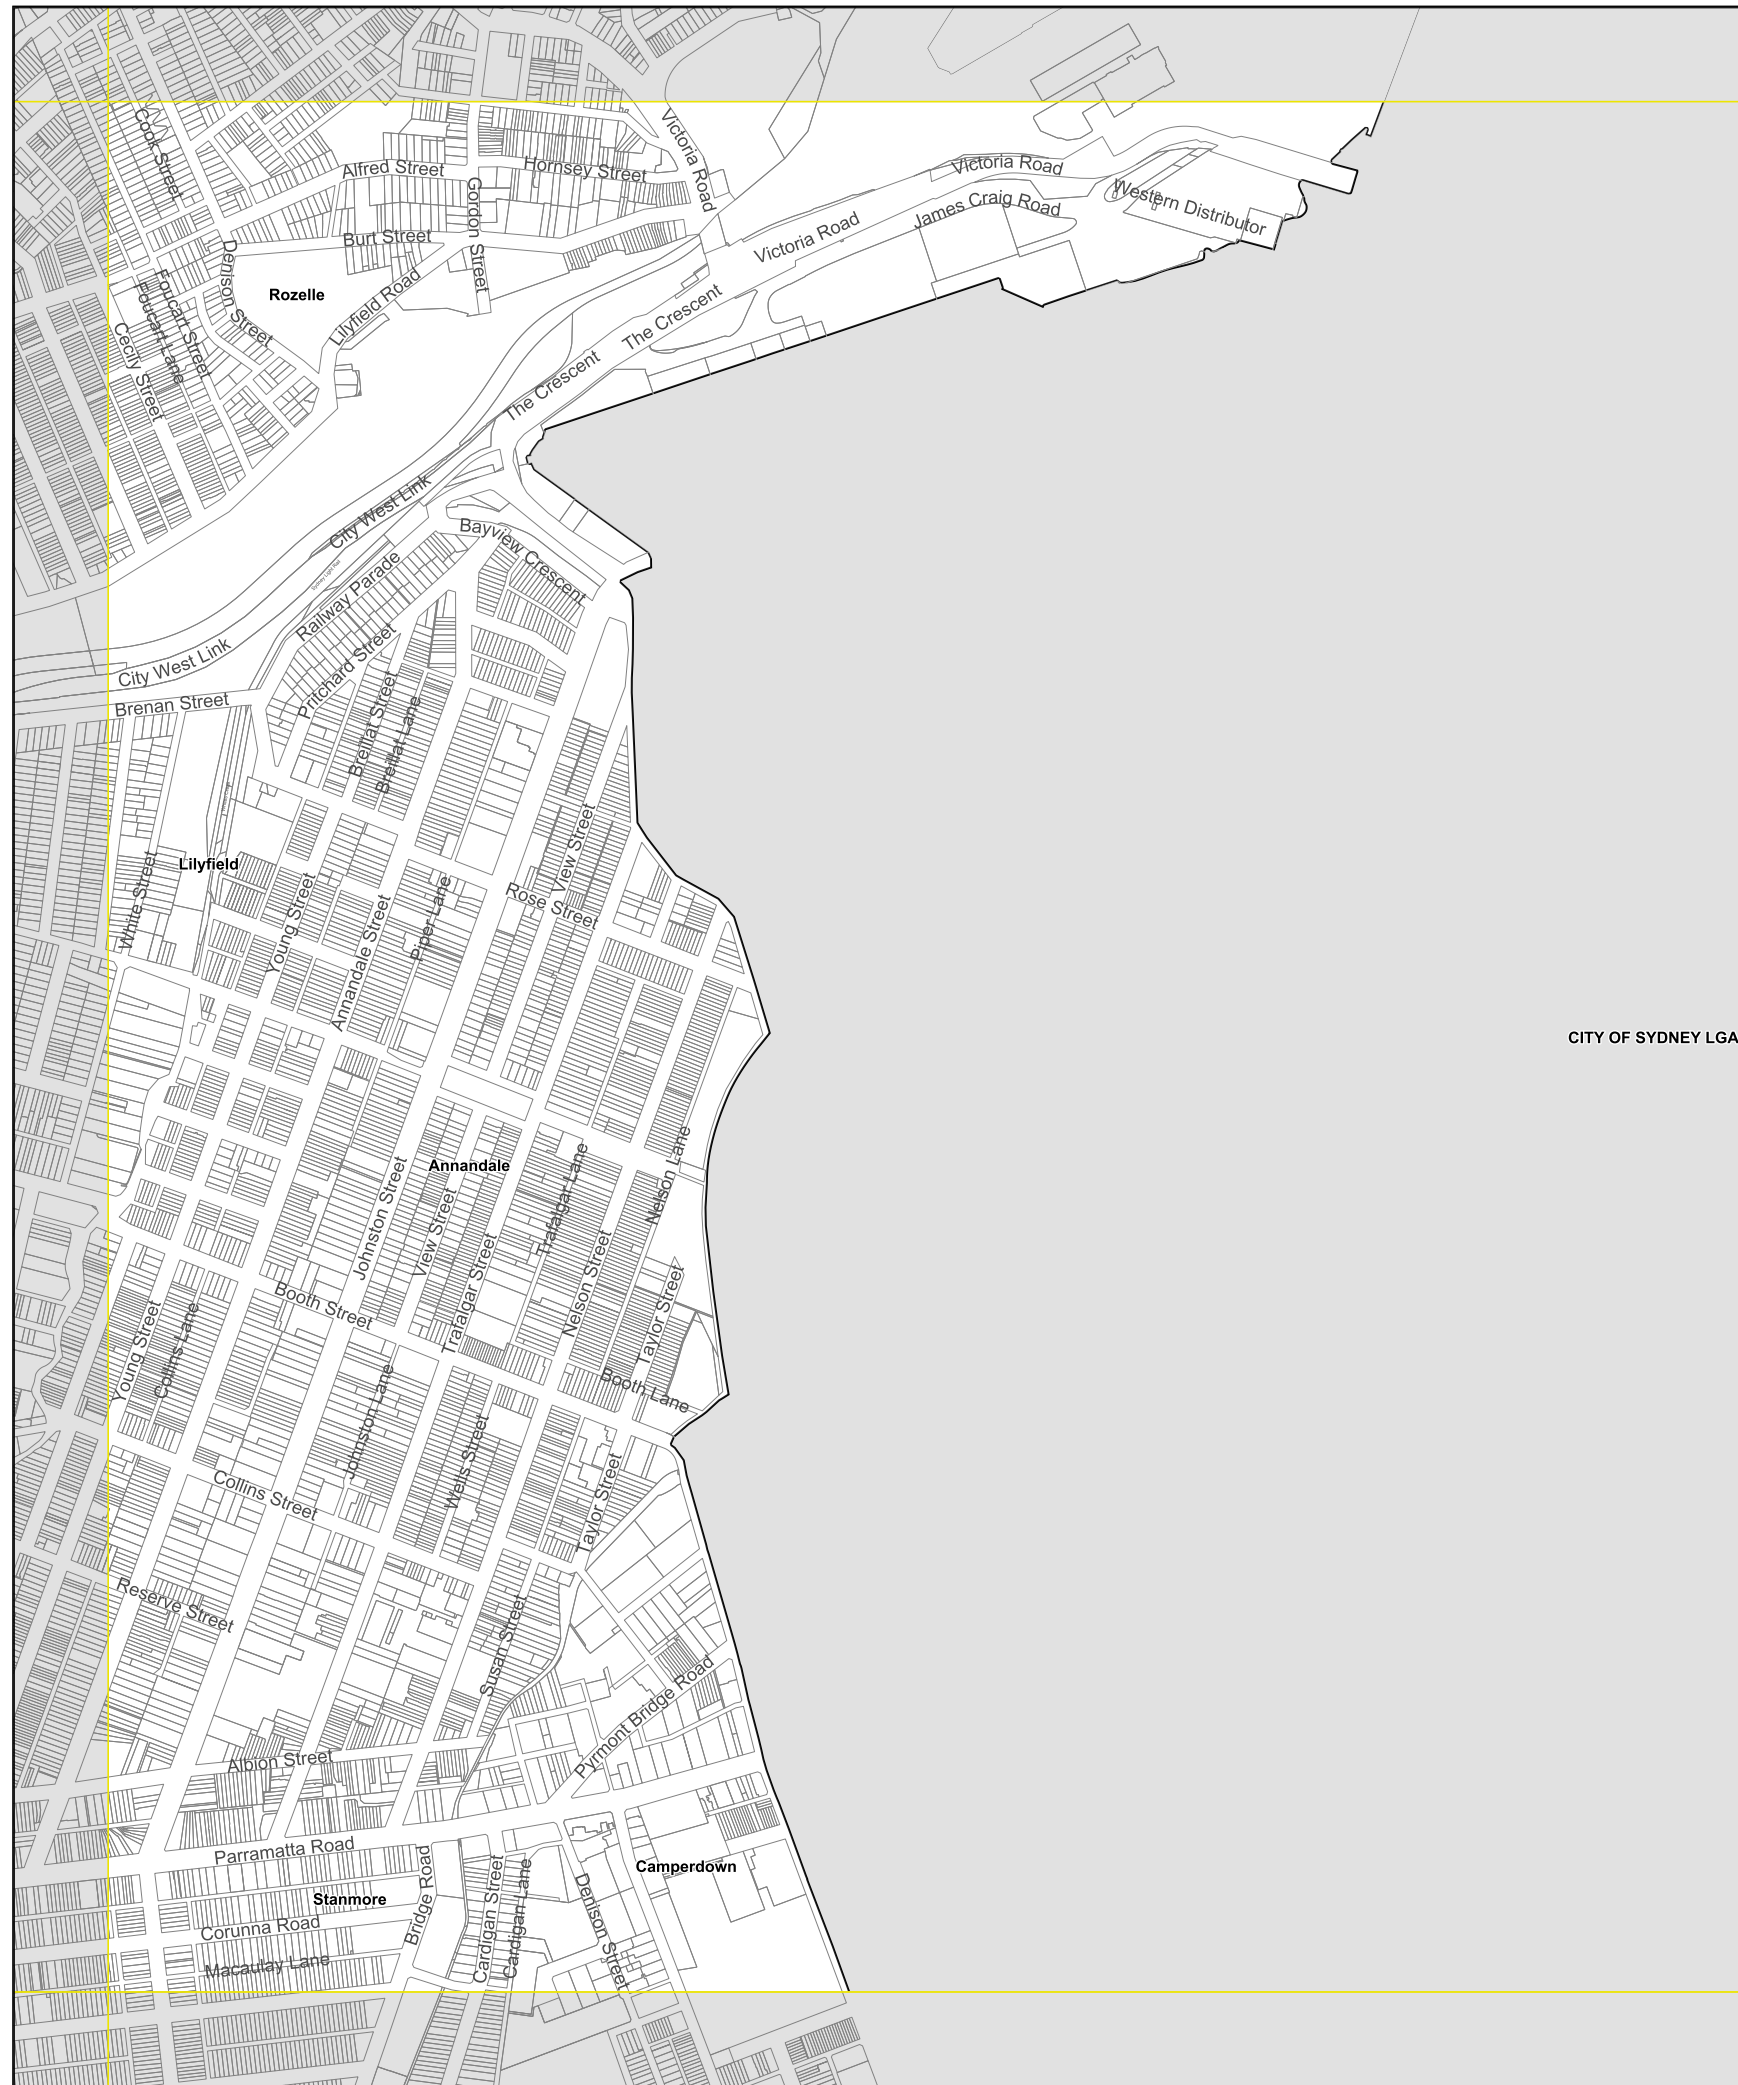 Cook Street
Victoria Road
Alfred Street
Hornsey Street
Victoria Road
Gordon Street
Western Distributor
James Craig Road
Victoria Road
Burt Street
Denison Street
Rozelle
Lilyfield Road
Foucart Street
Foucart Lane
Cecily Street
The Crescent
The Crescent
City West Link
Bayview Crescent
Sydney Light Rail
Railway Parade
Pritchard Street
City West Link
Brenan Street
Breillat Street
Breillat Lane
View Street
Lilyfield
White Street
Young Street
Annandale Street
Piper Lane
Rose Street
CITY OF SYDNEY LGA
Annandale
Johnston Street
View Street
Trafalgar Street
Trafalgar Lane
Nelson Lane
Nelson Street
Taylor Street
Booth Street
Young Street
Collins Lane
Johnston Lane
Booth Lane
Wells Street
Taylor Street
Collins Street
Reserve Street
Susan Street
Pyrmont Bridge Road
Albion Street
Parramatta Road
Camperdown
Stanmore
Bridge Road
Cardigan Street
Cardigan Lane
Denison Street
Corunna Road
Macaulay Lane